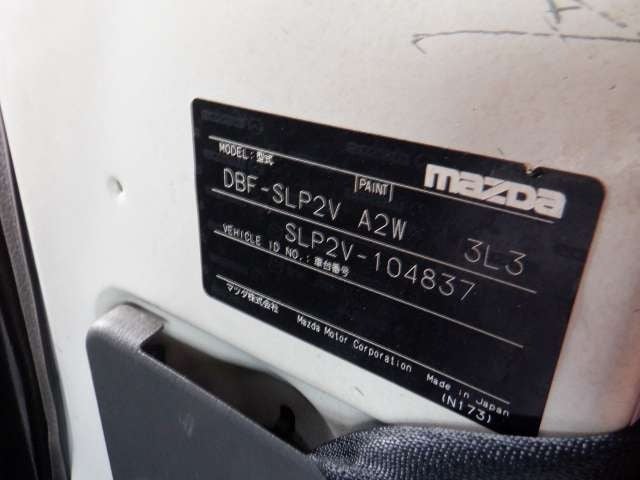 MODEL:型式
PAINT
mazda
DBF-SLP2V A2W 3L3
VEHICLE ID NO.:車台番号
SLP2V-104837
マツダ株式会社 Mazda Motor Corporation Made in Japan
(N173)